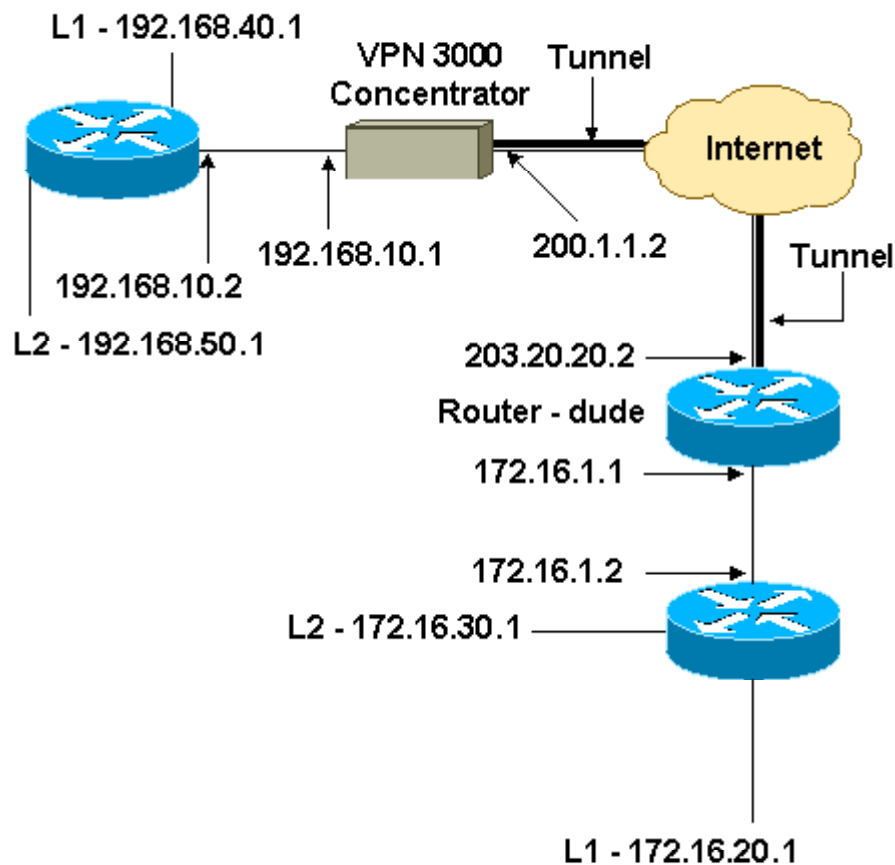 L1 - 192.168.40.1
VPN 3000
Concentrator
Tunnel
Internet
192.168.10.1
200.1.1.2
192.168.10.2
Tunnel
L2 - 192.168.50.1
203.20.20.2
Router - dude
172.16.1.1
172.16.1.2
L2 - 172.16.30.1
L1 - 172.16.20.1